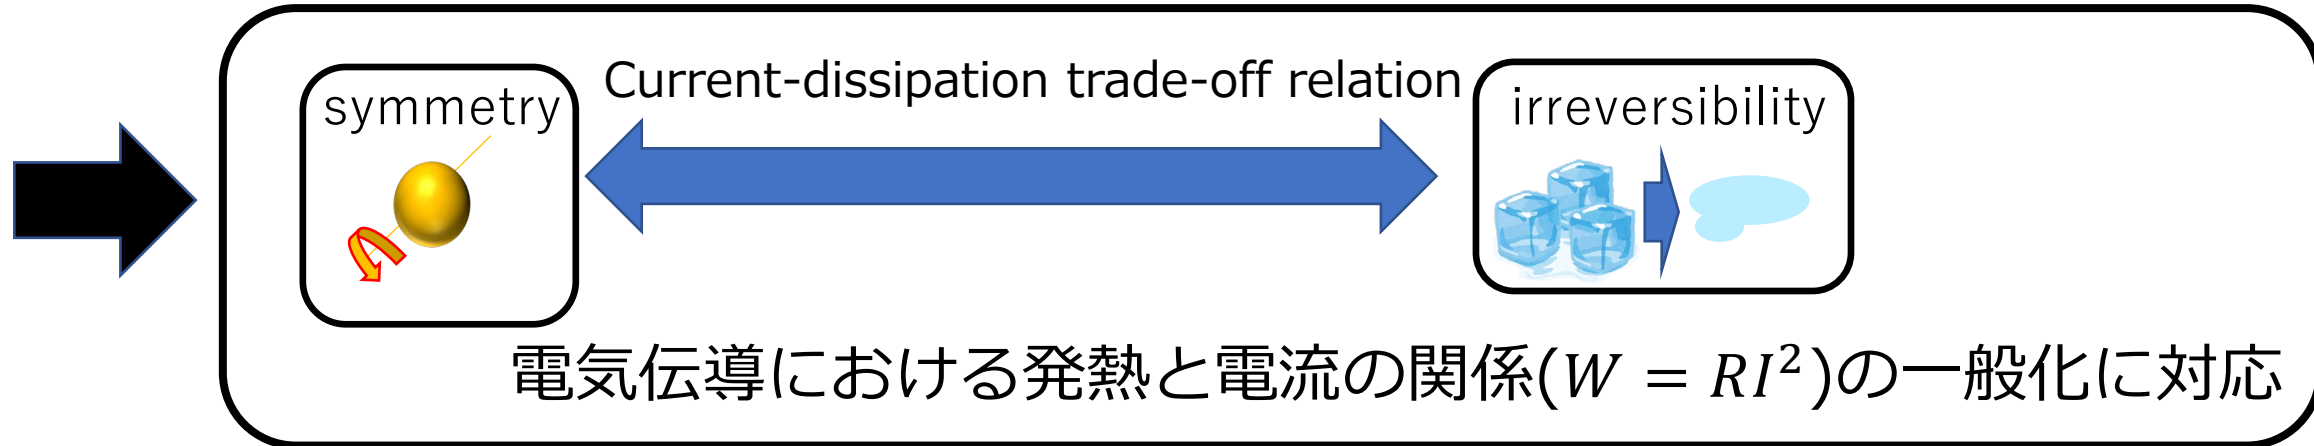 Current-dissipation trade-off relation
symmetry
irreversibility
電気伝導における発熱と電流の関係(W = RI²)の一般化に対応